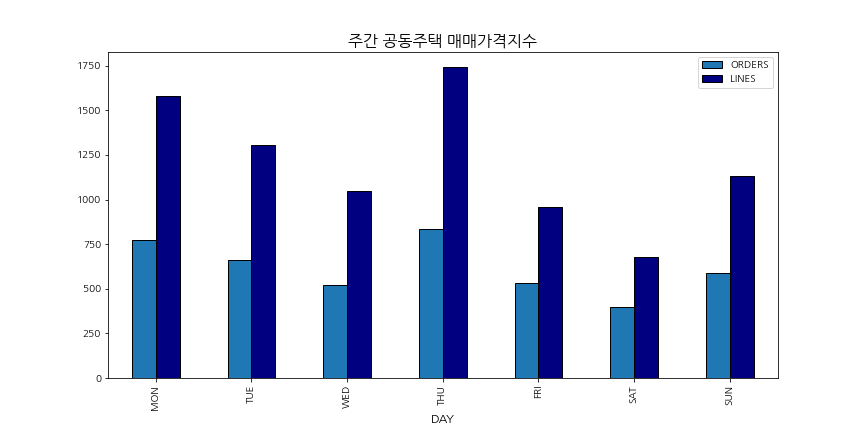 주간 공동주택 매매가격지수
ORDERS
LINES
1750
1500
1250
1000
750
500
250
0
MON
TUE
WED
THU
FRI
SAT
SUN
DAY